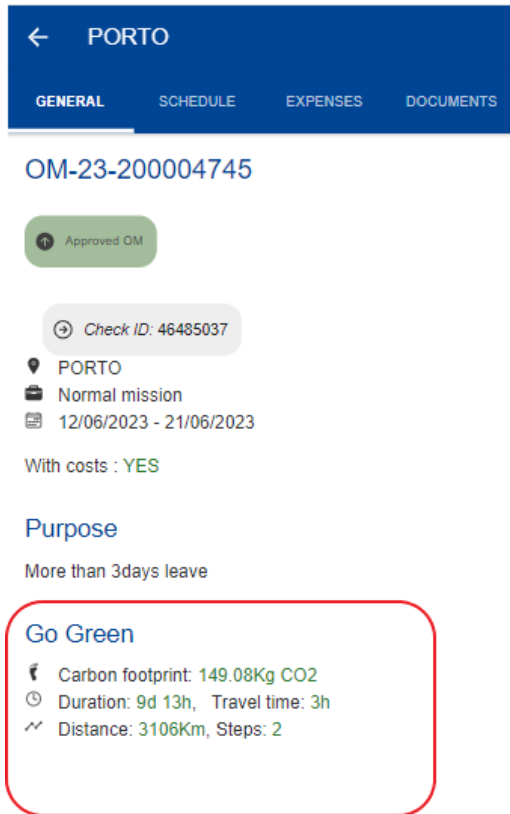 PORTO
GENERAL SCHEDULE EXPENSES DOCUMENTS
OM-23-200004745
Approved OM
Check ID: 46485037
PORTO
Normal mission
12/06/2023 - 21/06/2023
With costs : YES
Purpose
More than 3days leave
Go Green
Carbon footprint: 149.08Kg CO2
Duration: 9d 13h, Travel time: 3h
Distance: 3106Km, Steps: 2